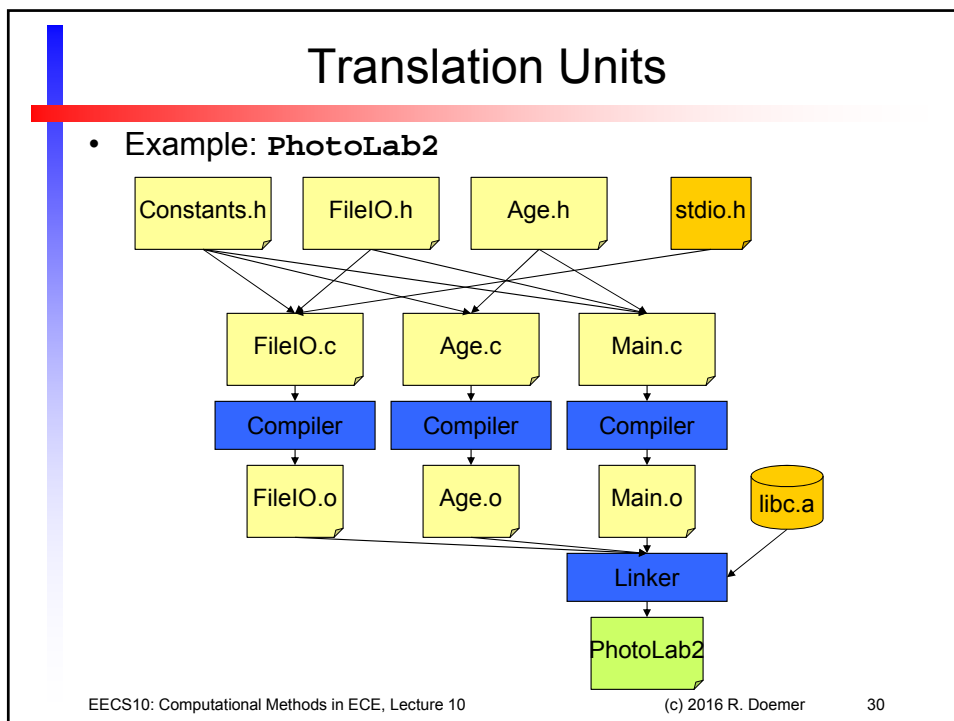 Translation Units
• Example: PhotoLab2
Constants.h FileIO.h Age.h stdio.h
FileIO.c Age.c Main.c
Compiler Compiler Compiler
FileIO.o Age.o Main.o
libc.a
Linker
PhotoLab2
EECS10: Computational Methods in ECE, Lecture 10 (c) 2016 R. Doemer 30